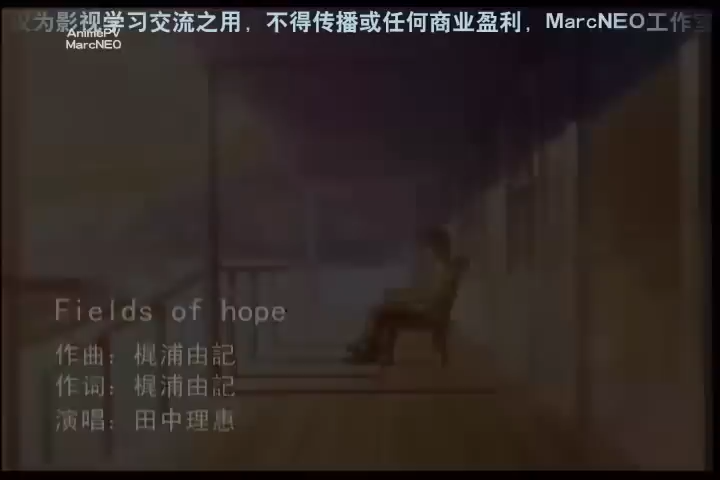 仅为影视学习交流之用，不得传播或任何商业盈利，MarcNEO工作室
AnimePV
MarcNEO
Fields of hope
作曲：梶浦由記
作词：梶浦由記
演唱：田中理惠